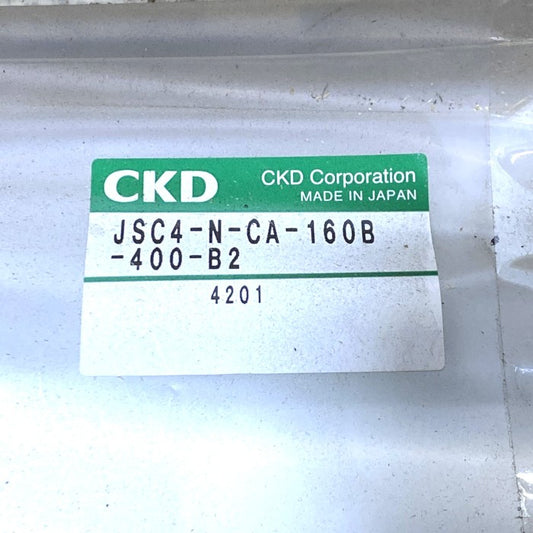 CKD
CKD Corporation
MADE IN JAPAN
JSC4-N-CA-160B
-400-B2
4201